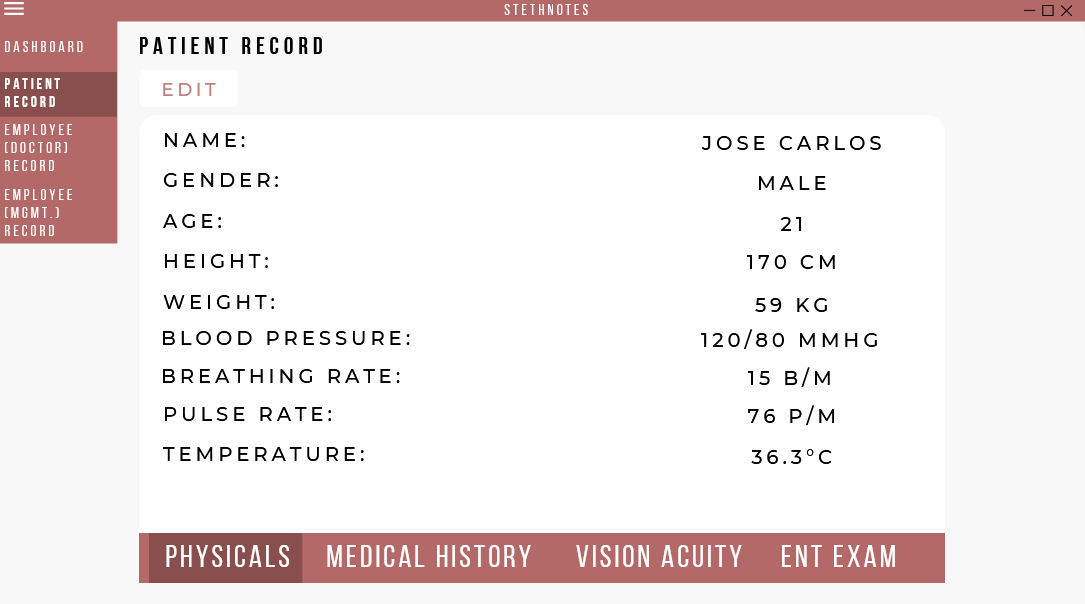 STETHNOTES
DASHBOARD
PATIENT
RECORD
EMPLOYEE
(DOCTOR)
RECORD
EMPLOYEE
(MGMT.)
RECORD
PATIENT RECORD
EDIT
NAME: JOSE CARLOS
GENDER: MALE
AGE: 21
HEIGHT: 170 CM
WEIGHT: 59 KG
BLOOD PRESSURE: 120/80 MMHG
BREATHING RATE: 15 B/M
PULSE RATE: 76 P/M
TEMPERATURE: 36.3°C
PHYSICALS MEDICAL HISTORY VISION ACUITY ENT EXAM